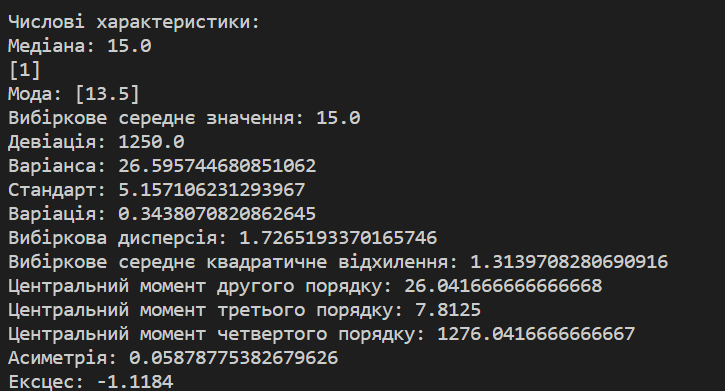 Числові характеристики:
Медіана: 15.0
[1]
Мода: [13.5]
Вибіркове середнє значення: 15.0
Девіація: 1250.0
Варіанса: 26.595744680851062
Стандарт: 5.157106231293967
Варіація: 0.3438070820862645
Вибіркова дисперсія: 1.7265193370165746
Вибіркове середнє квадратичне відхилення: 1.3139708280690916
Центральний момент другого порядку: 26.041666666666668
Центральний момент третього порядку: 7.8125
Центральний момент четвертого порядку: 1276.0416666666667
Асиметрія: 0.05878775382679626
Ексцес: -1.1184